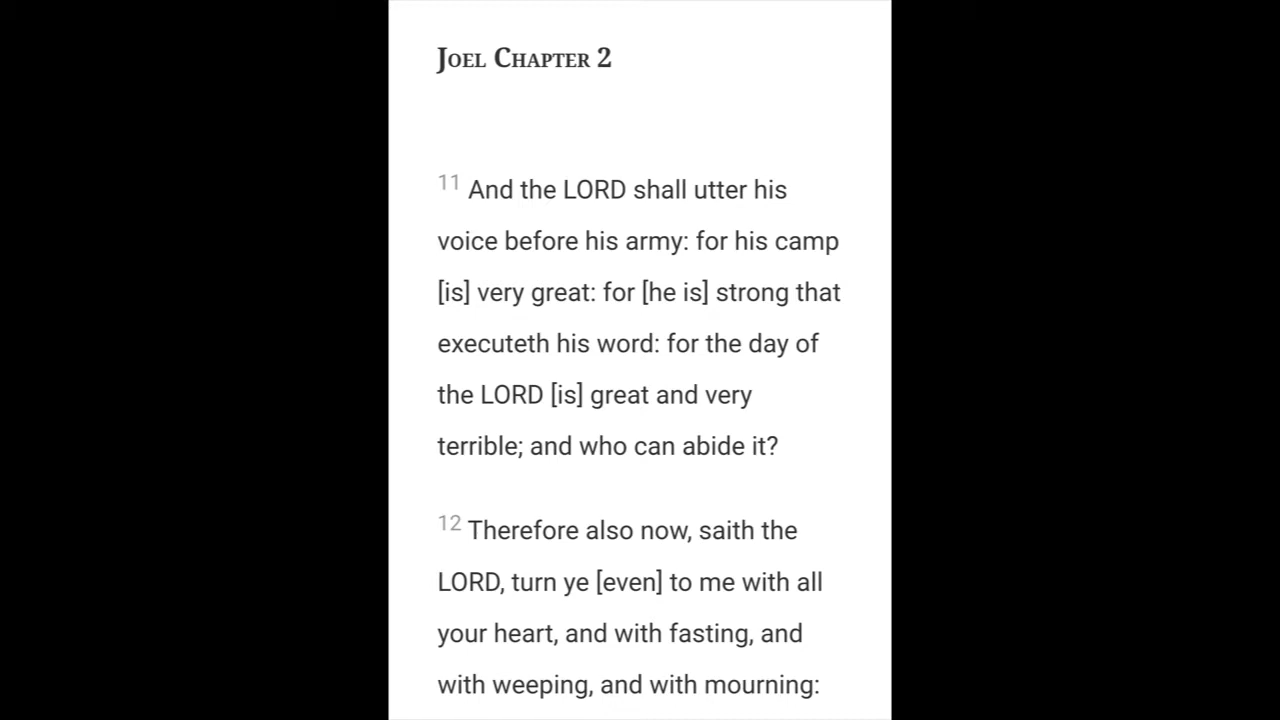 Joel Chapter 2
11 And the LORD shall utter his
voice before his army: for his camp
[is] very great: for [he is] strong that
executeth his word: for the day of
the LORD [is] great and very
terrible; and who can abide it?
12 Therefore also now, saith the
LORD, turn ye [even] to me with all
your heart, and with fasting, and
with weeping, and with mourning: